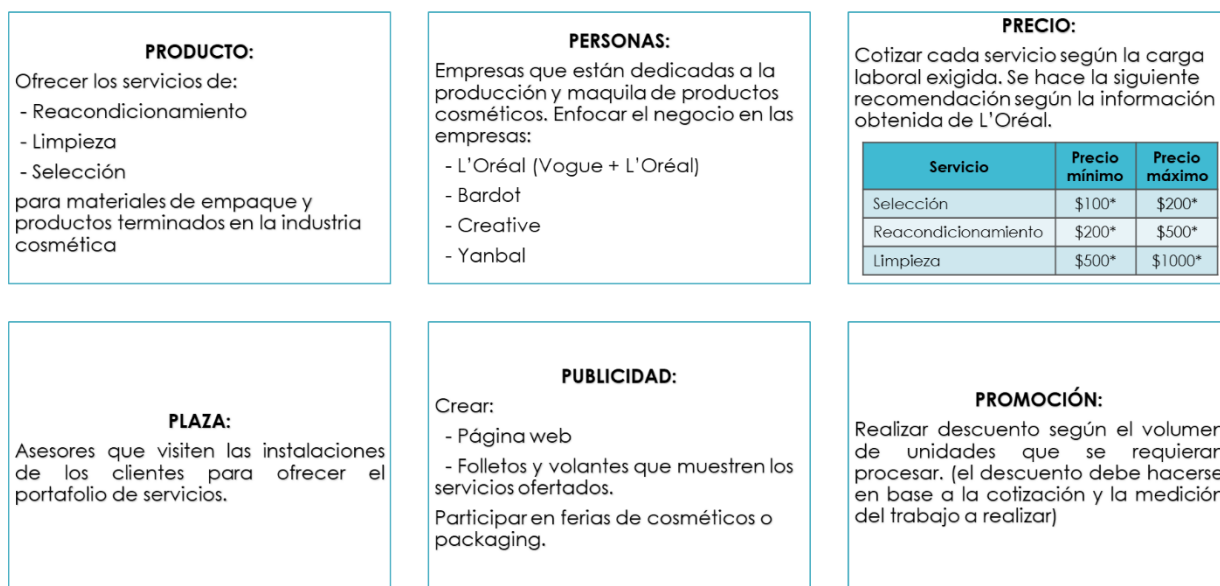 PRODUCTO:
Ofrecer los servicios de:
- Reacondicionamiento
- Limpieza
- Selección
para materiales de empaque y
productos terminados en la industria
cosmética
PERSONAS:
Empresas que están dedicadas a la
producción y maquila de productos
cosméticos. Enfocar el negocio en las
empresas:
- L'Oréal (Vogue + L'Oréal)
- Bardot
- Creative
- Yanbal
PRECIO:
Cotizar cada servicio según la carga
laboral exigida. Se hace la siguiente
recomendación según la información
obtenida de L'Oréal.
Servicio Precio mínimo Precio máximo
Selección $100* $200*
Reacondicionamiento $200* $500*
Limpieza $500* $1000*
PLAZA:
Asesores que visiten las instalaciones
de los clientes para ofrecer el
portafolio de servicios.
PUBLICIDAD:
Crear:
- Página web
- Folletos y volantes que muestren los
servicios ofertados.
Participar en ferias de cosméticos o
packaging.
PROMOCIÓN:
Realizar descuento según el volumen
de unidades que se requieran
procesar. (el descuento debe hacerse
en base a la cotización y la medición
del trabajo a realizar)